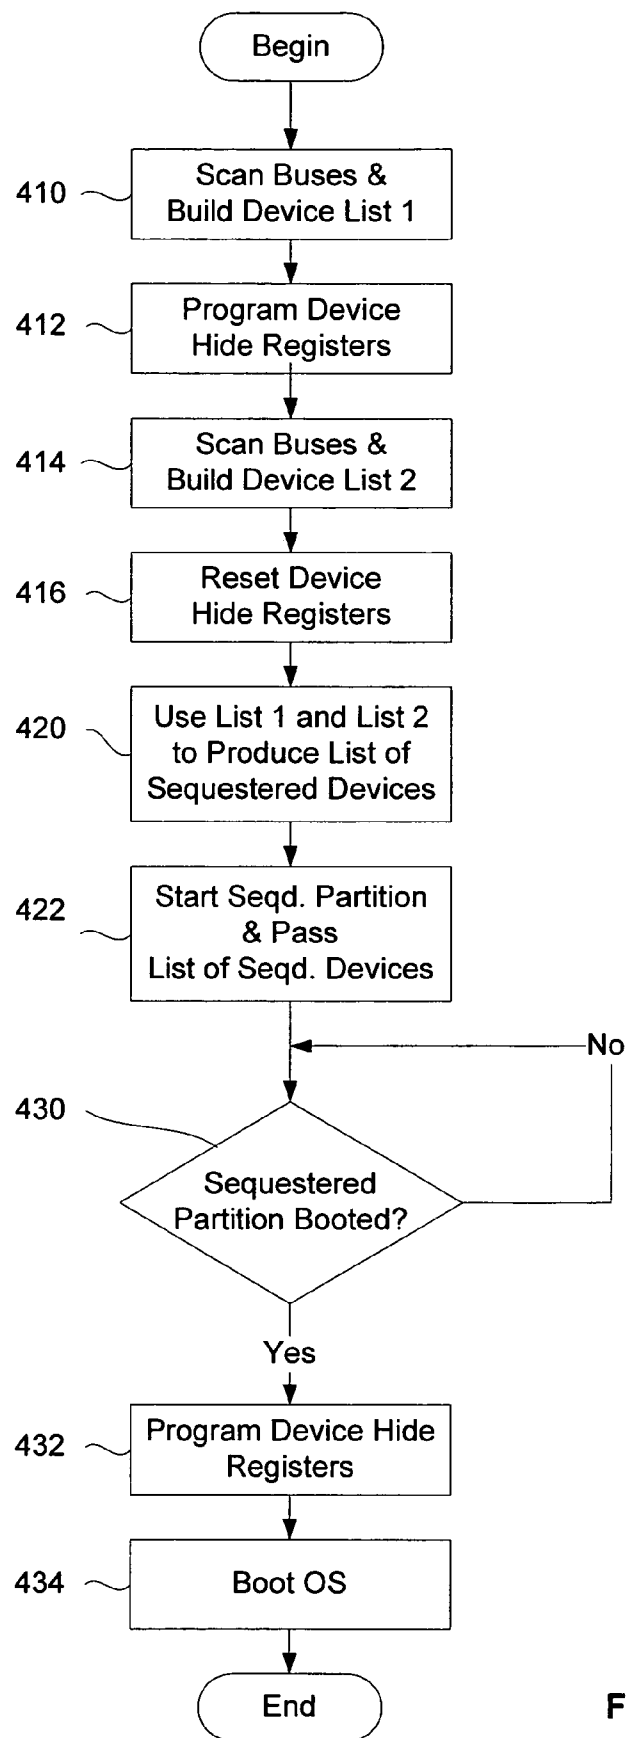 Begin
410
Scan Buses &
Build Device List 1
412
Program Device
Hide Registers
414
Scan Buses &
Build Device List 2
416
Reset Device
Hide Registers
420
Use List 1 and List 2
to Produce List of
Sequestered Devices
422
Start Seqd. Partition
& Pass
List of Seqd. Devices
No
430
Sequestered
Partition Booted?
Yes
432
Program Device Hide
Registers
434
Boot OS
End
F